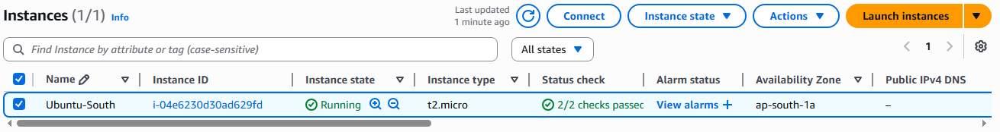 Instances (1/1) Info
Last updated
1 minute ago
Connect
Instance state
Actions
Launch instances
Find Instance by attribute or tag (case-sensitive)
All states
1
Name Instance ID Instance state Instance type Status check Alarm status Availability Zone Public IPv4 DNS
Ubuntu-South i-04e6230d30ad629fd Running t2.micro 2/2 checks passec View alarms + ap-south-1a –